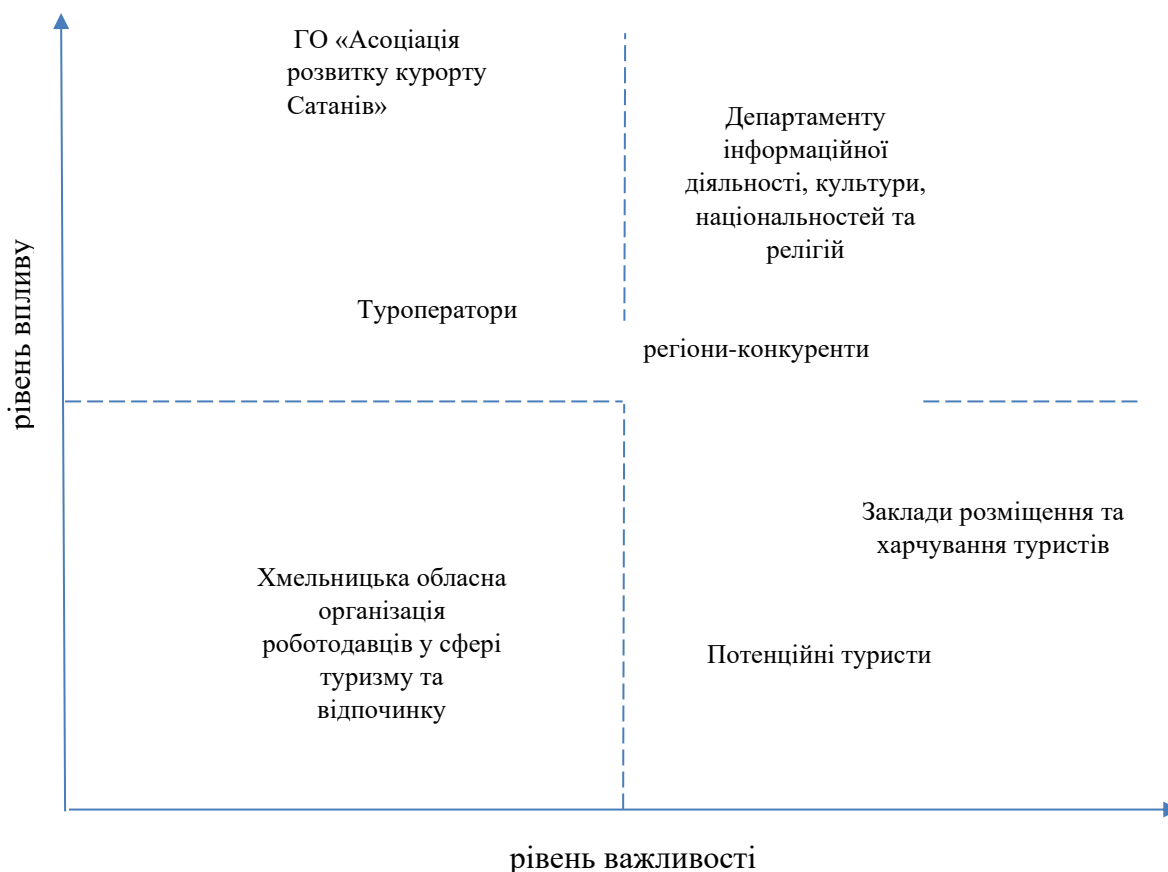 ГО «Асоціація
розвитку курорту
Сатанів»
Департаменту
інформаційної
діяльності, культури,
національностей та
релігій
рівень впливу
Туроператори
регіони-конкуренти
Заклади розміщення та
харчування туристів
Хмельницька обласна
організація
роботодавців у сфері
туризму та
відпочинку
Потенційні туристи
рівень важливості